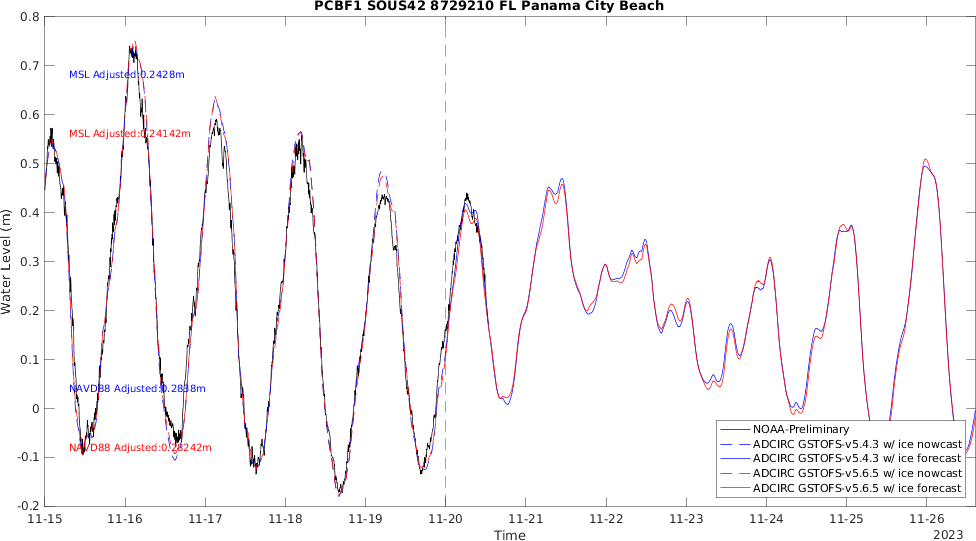 PCBF1 SOUS42 8729210 FL Panama City Beach
0.8
0.7
0.6
0.5
0.4
0.3
0.2
0.1
0
-0.1
-0.2
Water Level (m)
MSL Adjusted:0.2428m
MSL Adjusted:0.24142m
NAVD88 Adjusted:0.2838m
NAVD88 Adjusted:0.28242m
NOAA-Preliminary
ADCIRC GSTOFS-v5.4.3 w/ ice nowcast
ADCIRC GSTOFS-v5.4.3 w/ ice forecast
ADCIRC GSTOFS-v5.6.5 w/ ice nowcast
ADCIRC GSTOFS-v5.6.5 w/ ice forecast
11-15 11-16 11-17 11-18 11-19 11-20 11-21 11-22 11-23 11-24 11-25 11-26
Time
2023